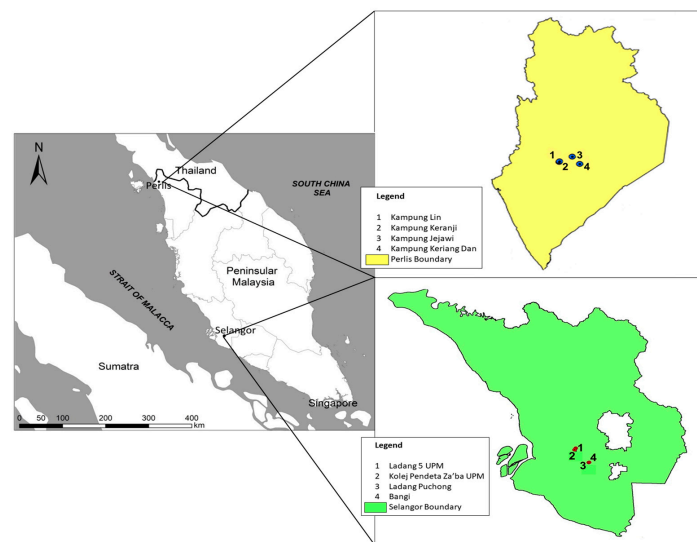 N
Thailand
Perlis
SOUTH CHINA
SEA
Peninsular
Malaysia
STRAIT OF MALACCA
Selangor
Sumatra
Singapore
0 50 100 200 300 400
km
1 3
2 4
Legend
1 Kampung Lin
2 Kampung Keranji
3 Kampung Jejawi
4 Kampung Keriang Dan
Perlis Boundary
1
2 4
3
Legend
1 Ladang 5 UPM
2 Kolej Pendeta Za’ba UPM
3 Ladang Puchong
4 Bangi
Selangor Boundary